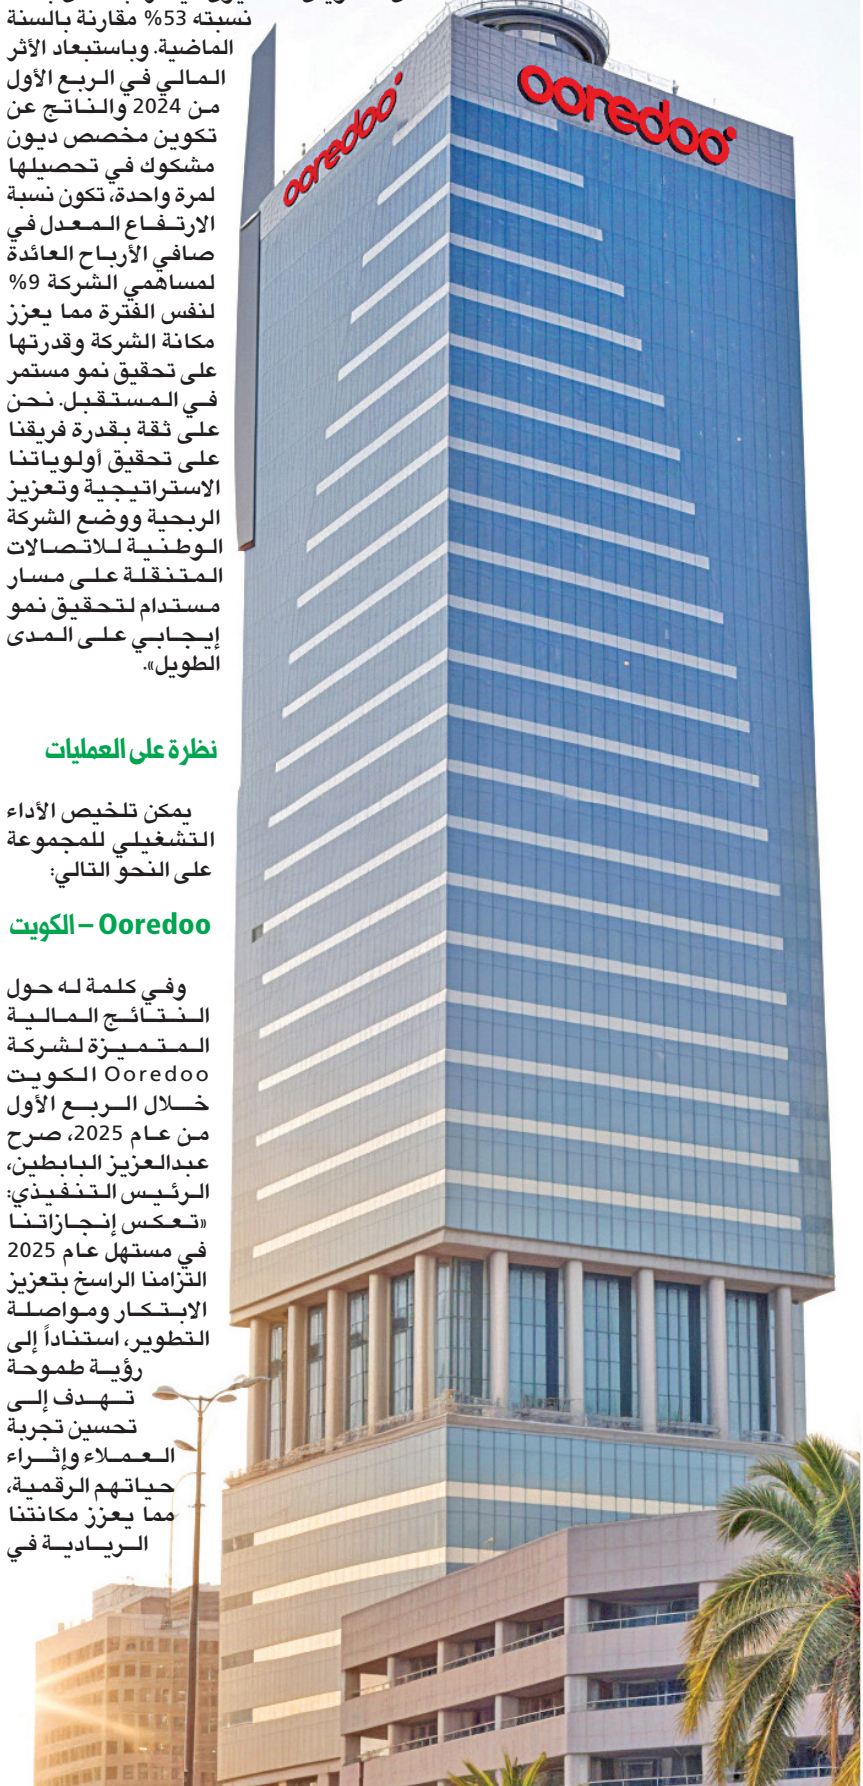 نسبته 53% مقارنة بالسنة
الماضية. وباستبعاد الأثر
المالي في الربع الأول
من 2024 والناتج عن
تكوين مخصص ديون
مشكوك في تحصيلها
لمرة واحدة، تكون نسبة
الارتفاع المعدل في
صافي الأرباح العائدة
لمساهمي الشركة 9%
لنفس الفترة مما يعزز
مكانة الشركة وقدرتها
على تحقيق نمو مستمر
في المستقبل. نحن
على ثقة بقدرة فريقنا
على تحقيق أولوياتنا
الاستراتيجية وتعزيز
الربحية ووضع الشركة
الوطنية للاتصالات
المتنقلة على مسار
مستدام لتحقيق نمو
إيجابي على المدى
الطويل».
نظرة على العمليات
يمكن تلخيص الأداء
التشغيلي للمجموعة
على النحو التالي:
Ooredoo – الكويت
وفي كلمة له حول
النتائج المالية
المتميزة لشركة
Ooredoo الكويت
خلال الربع الأول
من عام 2025، صرح
عبدالعزيز البابطين،
الرئيس التنفيذي:
«تعكس إنجازاتنا
في مستهل عام 2025
التزامنا الراسخ بتعزيز
الابتكار ومواصلة
التطوير، استناداً إلى
رؤية طموحة
تهدف إلى
تحسين تجربة
العملاء وإثراء
حياتهم الرقمية،
مما يعزز مكانتنا
الريادية في
ooredoo
ooredoo